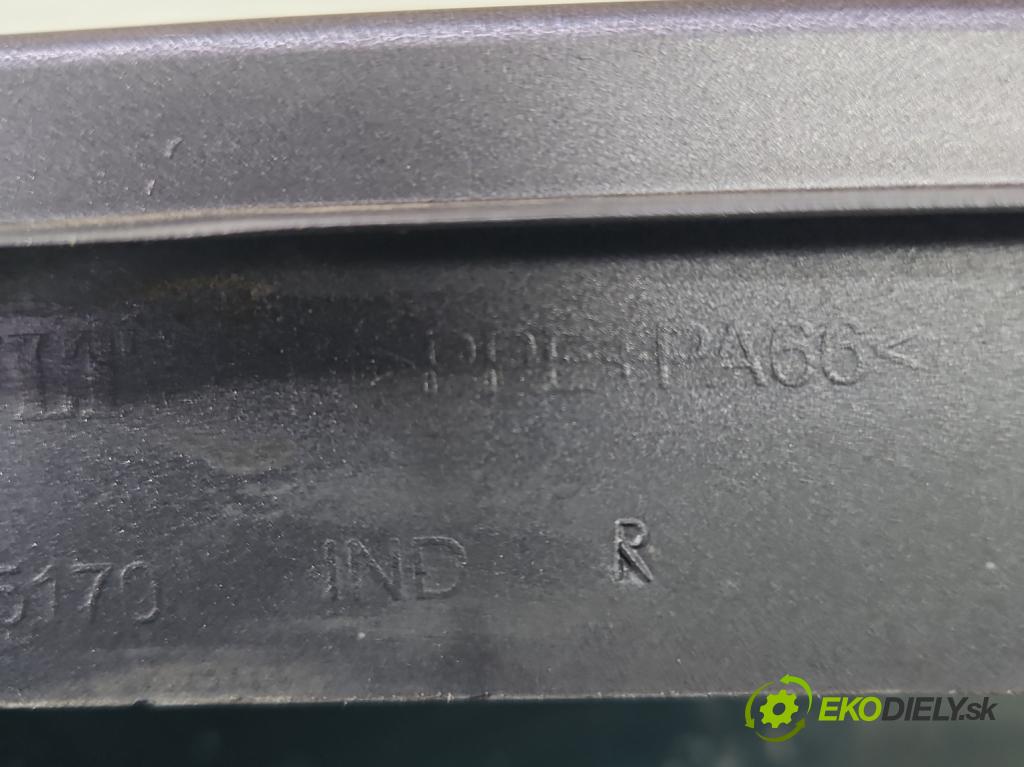 >PPE+PA66<
5170 IND R
EKODIELY.sk